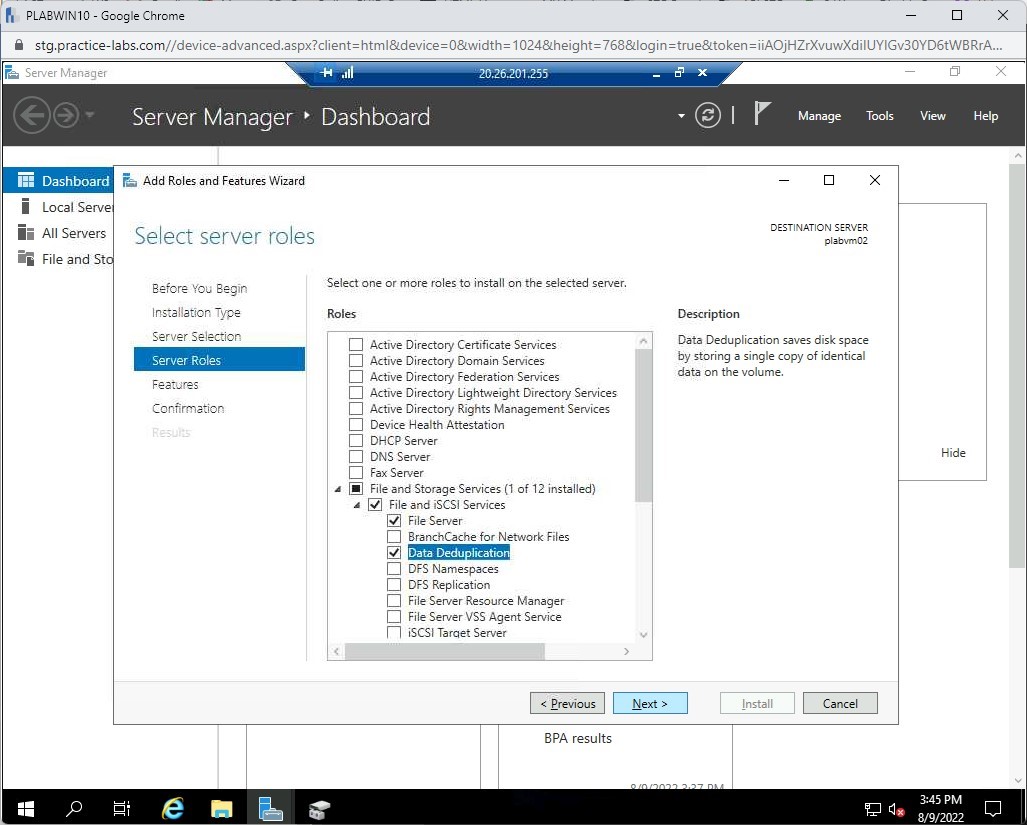 PLABWIN10 - Google Chrome
stg.practice-labs.com//device-advanced.aspx?client=html&device=0&width=1024&height=768&login=true&token=iiAOjHZrXvuwXdiIUYIGv30YD6tWBRrA...
Server Manager
20.26.201.255
Server Manager ‣ Dashboard
Manage Tools View Help
Dashboard
Local Server
All Servers
File and Sto
Add Roles and Features Wizard
Select server roles
DESTINATION SERVER
plabvm02
Before You Begin
Installation Type
Server Selection
Server Roles
Features
Confirmation
Results
Select one or more roles to install on the selected server.
Roles
Active Directory Certificate Services
Active Directory Domain Services
Active Directory Federation Services
Active Directory Lightweight Directory Services
Active Directory Rights Management Services
Device Health Attestation
DHCP Server
DNS Server
Fax Server
File and Storage Services (1 of 12 installed)
File and iSCSI Services
File Server
BranchCache for Network Files
Data Deduplication
DFS Namespaces
DFS Replication
File Server Resource Manager
File Server VSS Agent Service
iSCSI Target Server
Description
Data Deduplication saves disk space
by storing a single copy of identical
data on the volume.
Hide
< Previous
Next >
Install
Cancel
BPA results
8/9/2022 3:37 PM
3:45 PM
8/9/2022